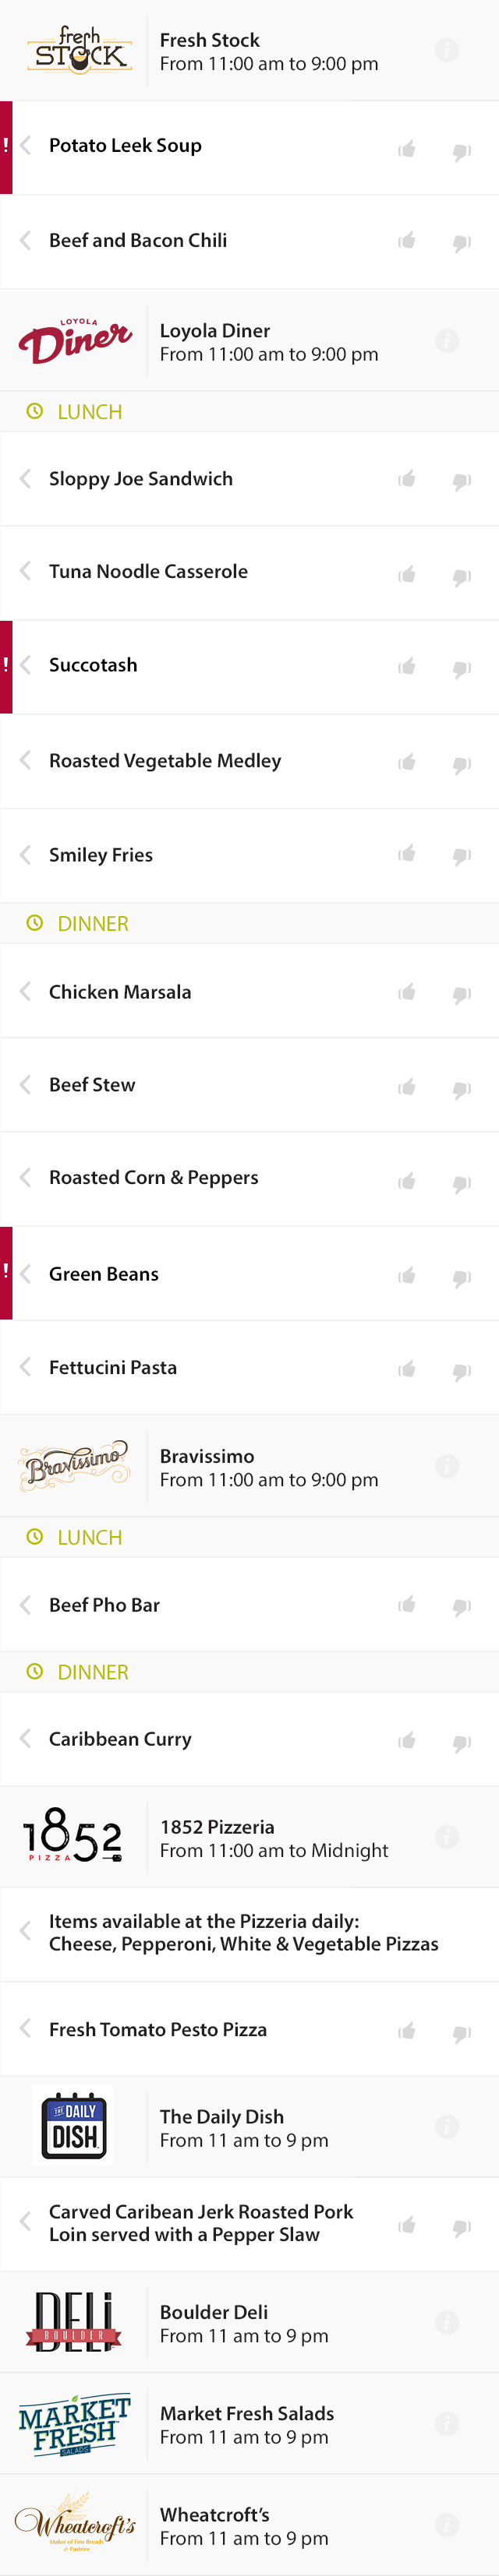 fresh
STOCK
Fresh Stock
From 11:00 am to 9:00 pm
!
Potato Leek Soup
Beef and Bacon Chili
LOYOLA
Diner
Loyola Diner
From 11:00 am to 9:00 pm
LUNCH
Sloppy Joe Sandwich
Tuna Noodle Casserole
!
Succotash
Roasted Vegetable Medley
Smiley Fries
DINNER
Chicken Marsala
Beef Stew
Roasted Corn & Peppers
!
Green Beans
Fettucini Pasta
Bravissimo
Bravissimo
From 11:00 am to 9:00 pm
LUNCH
Beef Pho Bar
DINNER
Caribbean Curry
1852
PIZZA
1852 Pizzeria
From 11:00 am to Midnight
Items available at the Pizzeria daily:
Cheese, Pepperoni, White & Vegetable Pizzas
Fresh Tomato Pesto Pizza
THE DAILY
DISH
The Daily Dish
From 11 am to 9 pm
Carved Caribean Jerk Roasted Pork
Loin served with a Pepper Slaw
DELI
BOULDER
Boulder Deli
From 11 am to 9 pm
MARKET
FRESH
SALADS
Market Fresh Salads
From 11 am to 9 pm
Wheatcroft's
Maker of Fine Breads
& Pastries
Wheatcroft's
From 11 am to 9 pm